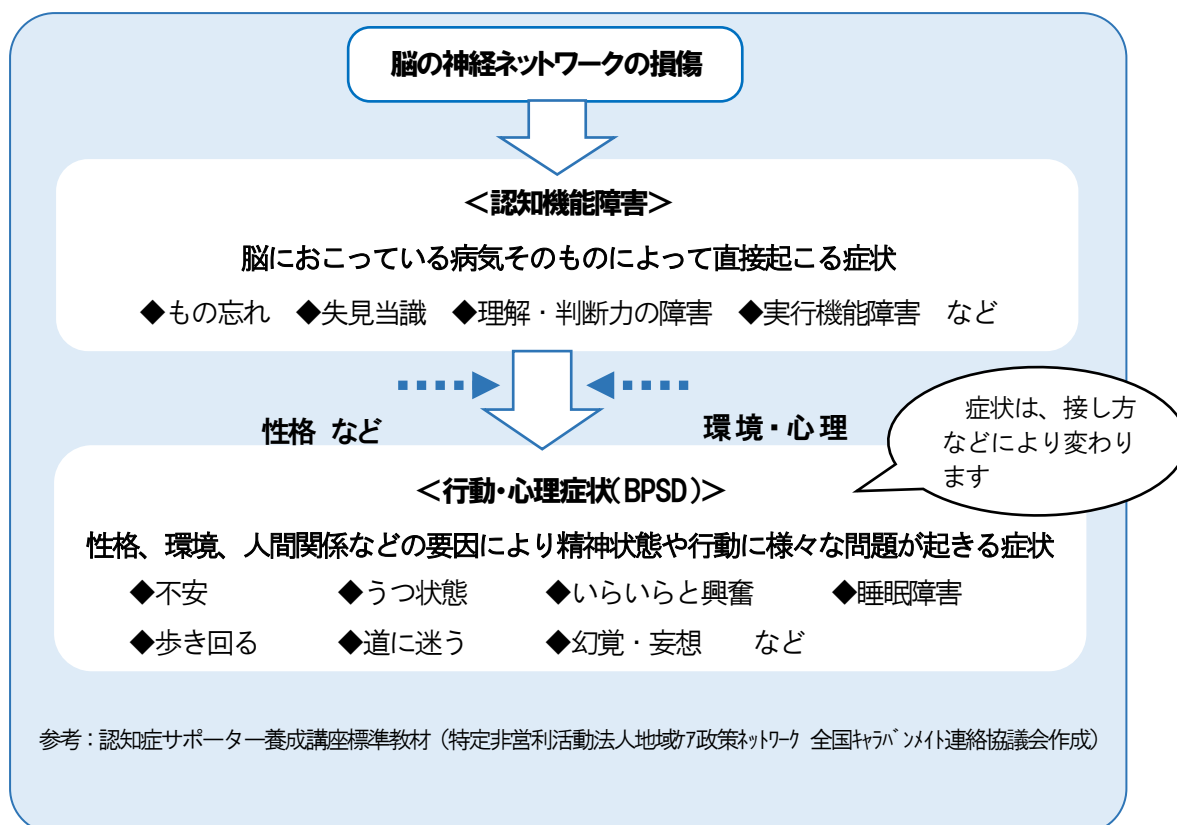 脳の神経ネットワークの損傷
＜認知機能障害＞
脳におこっている病気そのものによって直接起こる症状
◆もの忘れ　◆失見当識　◆理解・判断力の障害　◆実行機能障害　など
性格 など
環境・心理
症状は、接し方
などにより変わり
ます
＜行動・心理症状(BPSD)＞
性格、環境、人間関係などの要因により精神状態や行動に様々な問題が起きる症状
◆不安　◆うつ状態　◆いらいらと興奮　◆睡眠障害
◆歩き回る　◆道に迷う　◆幻覚・妄想　など
参考：認知症サポーター養成講座標準教材（特定非営利活動法人地域ｹｱ政策ﾈｯﾄﾜｰｸ 全国ｷｬﾗﾊﾞﾝﾒｲﾄ連絡協議会作成）